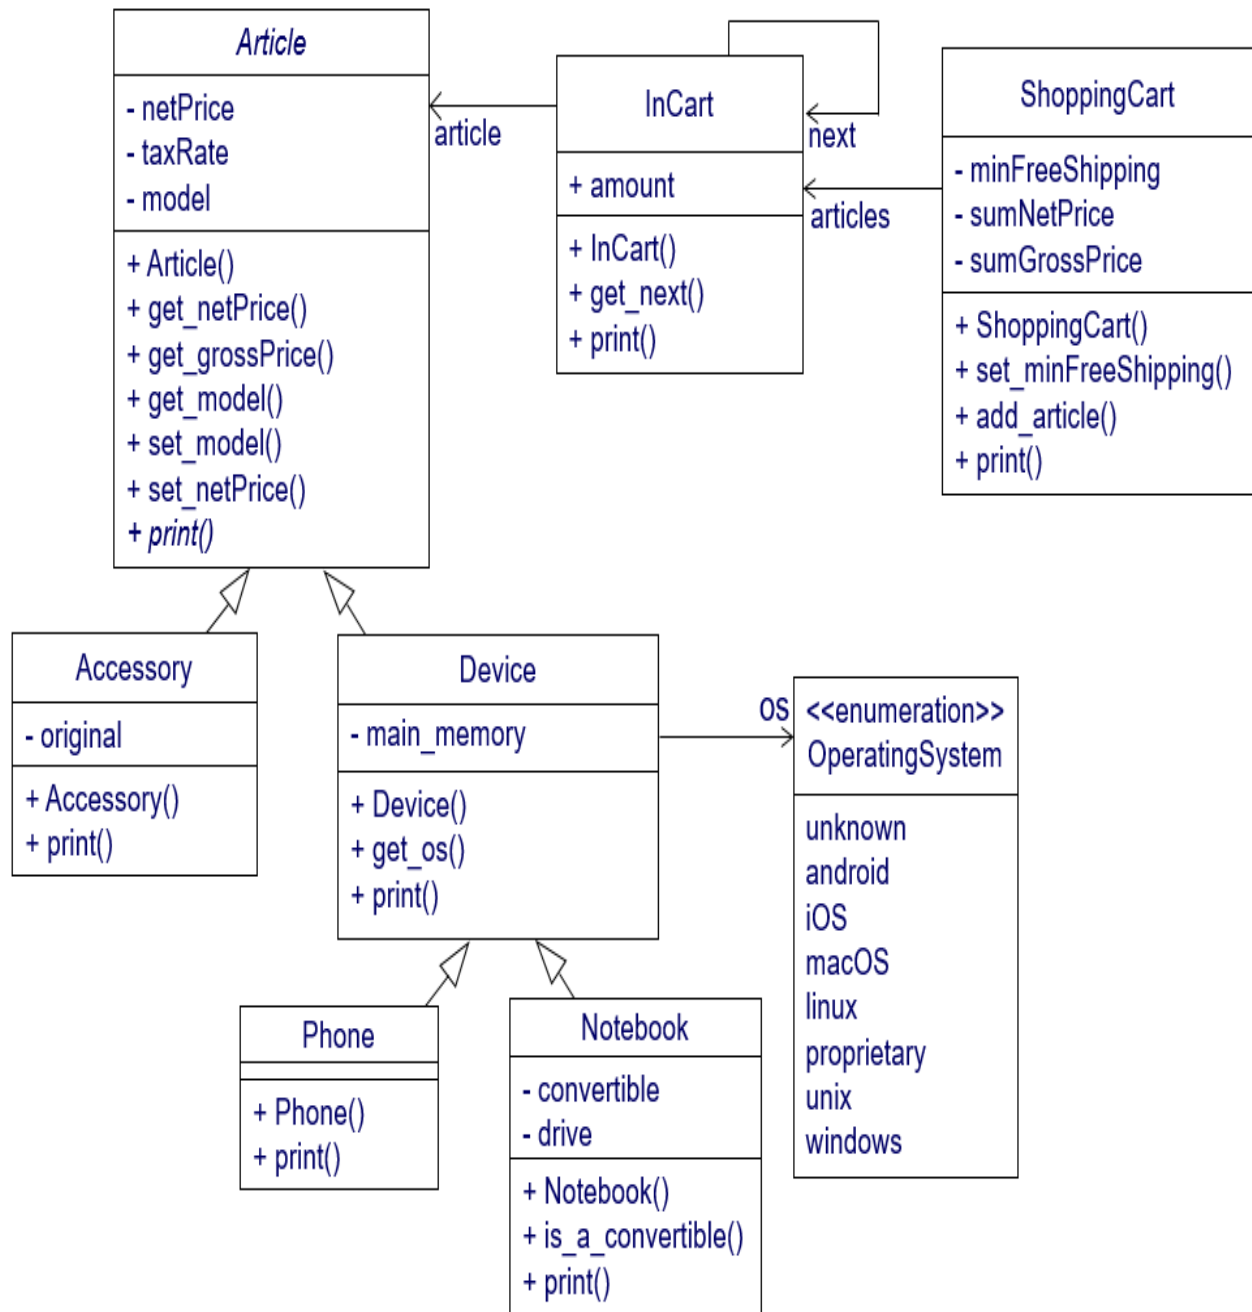 Article
- netPrice
- taxRate
- model
+ Article()
+ get_netPrice()
+ get_grossPrice()
+ get_model()
+ set_model()
+ set_netPrice()
+ print()
article
InCart
+ amount
+ InCart()
+ get_next()
+ print()
next
articles
ShoppingCart
- minFreeShipping
- sumNetPrice
- sumGrossPrice
+ ShoppingCart()
+ set_minFreeShipping()
+ add_article()
+ print()
Accessory
- original
+ Accessory()
+ print()
Device
- main_memory
+ Device()
+ get_os()
+ print()
os
<<enumeration>>
OperatingSystem
unknown
android
iOS
macOS
linux
proprietary
unix
windows
Phone
+ Phone()
+ print()
Notebook
- convertible
- drive
+ Notebook()
+ is_a_convertible()
+ print()